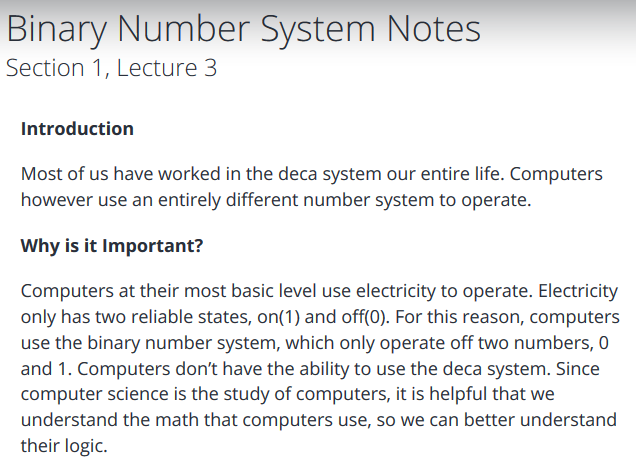 Binary Number System Notes
Section 1, Lecture 3
Introduction
Most of us have worked in the deca system our entire life. Computers
however use an entirely different number system to operate.
Why is it Important?
Computers at their most basic level use electricity to operate. Electricity
only has two reliable states, on(1) and off(0). For this reason, computers
use the binary number system, which only operate off two numbers, 0
and 1. Computers don’t have the ability to use the deca system. Since
computer science is the study of computers, it is helpful that we
understand the math that computers use, so we can better understand
their logic.